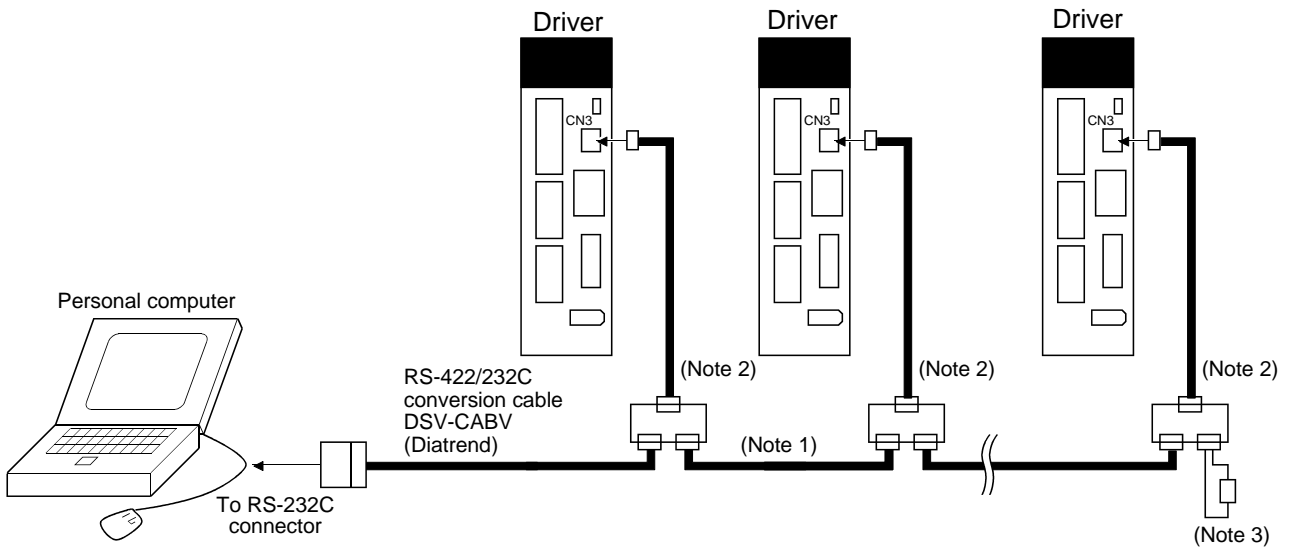 Driver
Driver
Driver
CN3
CN3
CN3
Personal computer
RS-422/232C
conversion cable
DSV-CABV
(Diatrend)
(Note 2)
(Note 2)
(Note 2)
(Note 1)
To RS-232C
connector
(Note 3)